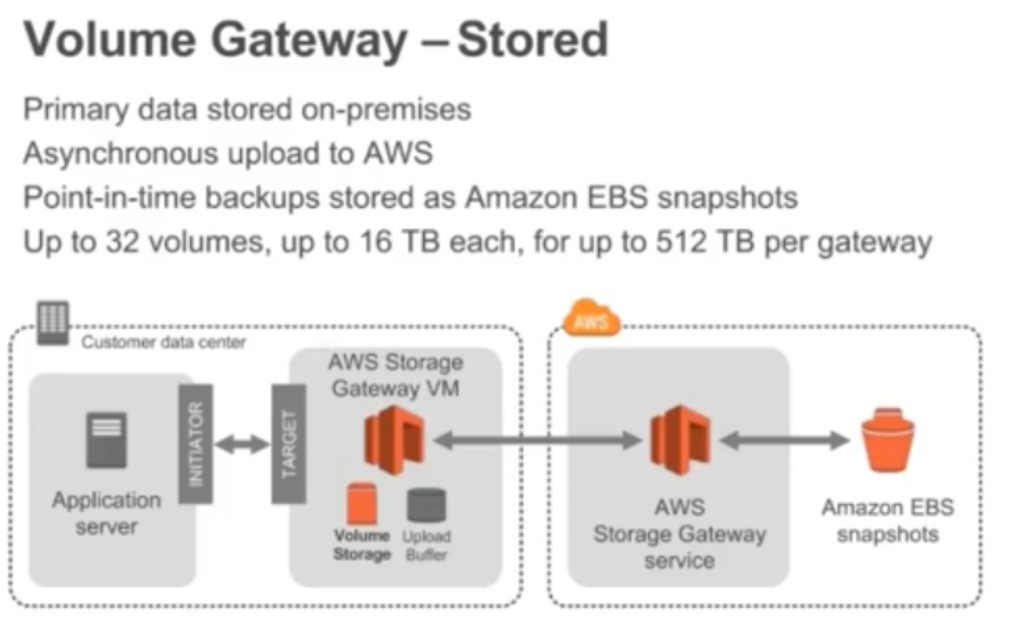 Volume Gateway – Stored
Primary data stored on-premises
Asynchronous upload to AWS
Point-in-time backups stored as Amazon EBS snapshots
Up to 32 volumes, up to 16 TB each, for up to 512 TB per gateway
Customer data center
AWS
AWS Storage
Gateway VM
INITIATOR
TARGET
Application
server
Volume
Storage
Upload
Buffer
AWS
Storage Gateway
service
Amazon EBS
snapshots